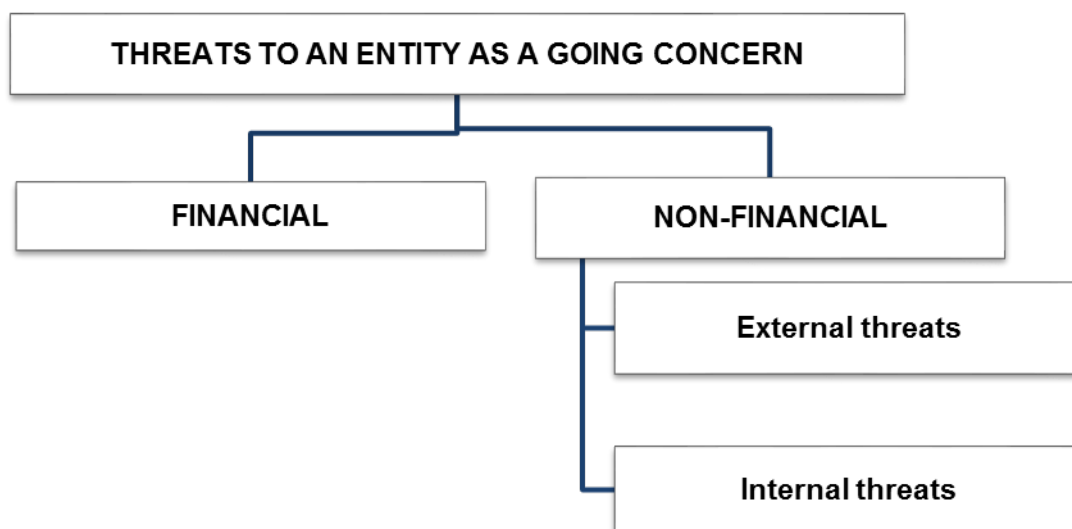 THREATS TO AN ENTITY AS A GOING CONCERN
FINANCIAL
NON-FINANCIAL
External threats
Internal threats